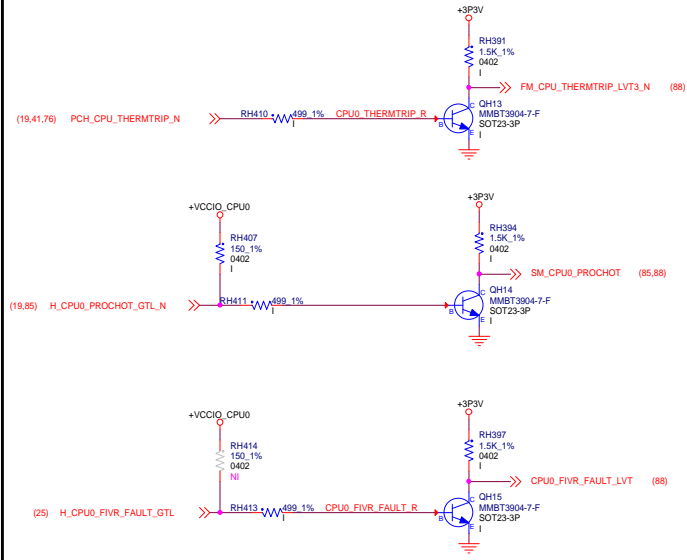 +3P3V
RH391
1.5K_1%
0402
I
FM_CPU_THERMTRIP_LVT3_N (88)
(19,41,76) PCH_CPU_THERMTRIP_N
RH410 499_1% CPU0_THERMTRIP_R
I
C
B
E
QH13
MMBT3904-7-F
SOT23-3P
I
+VCCIO_CPU0
+3P3V
RH407
150_1%
0402
I
RH394
1.5K_1%
0402
I
SM_CPU0_PROCHOT (85,88)
(19,85) H_CPU0_PROCHOT_GTL_N
RH411 499_1%
I
C
B
E
QH14
MMBT3904-7-F
SOT23-3P
I
+VCCIO_CPU0
+3P3V
RH414
150_1%
0402
NI
RH397
1.5K_1%
0402
I
CPU0_FIVR_FAULT_LVT (88)
(25) H_CPU0_FIVR_FAULT_GTL
RH413 499_1% CPU0_FIVR_FAULT_R
I
C
B
E
QH15
MMBT3904-7-F
SOT23-3P
I